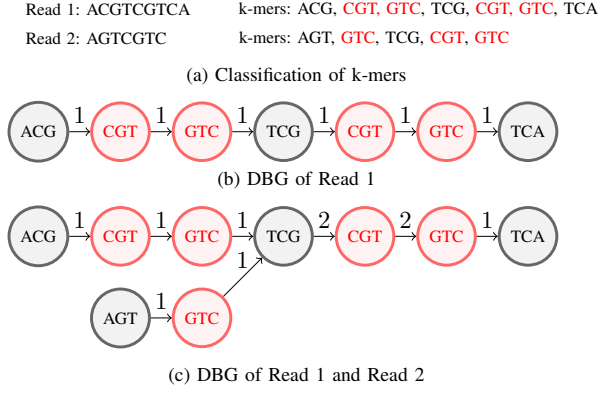 Read 1: ACGTCGTCA k-mers: ACG, CGT, GTC, TCG, CGT, GTC, TCA
Read 2: AGTCGTC k-mers: AGT, GTC, TCG, CGT, GTC
(a) Classification of k-mers
ACG 1 CGT 1 GTC 1 TCG 1 CGT 1 GTC 1 TCA
(b) DBG of Read 1
ACG 1 CGT 1 GTC 1 TCG 2 CGT 2 GTC 1 TCA
1
AGT 1 GTC
(c) DBG of Read 1 and Read 2